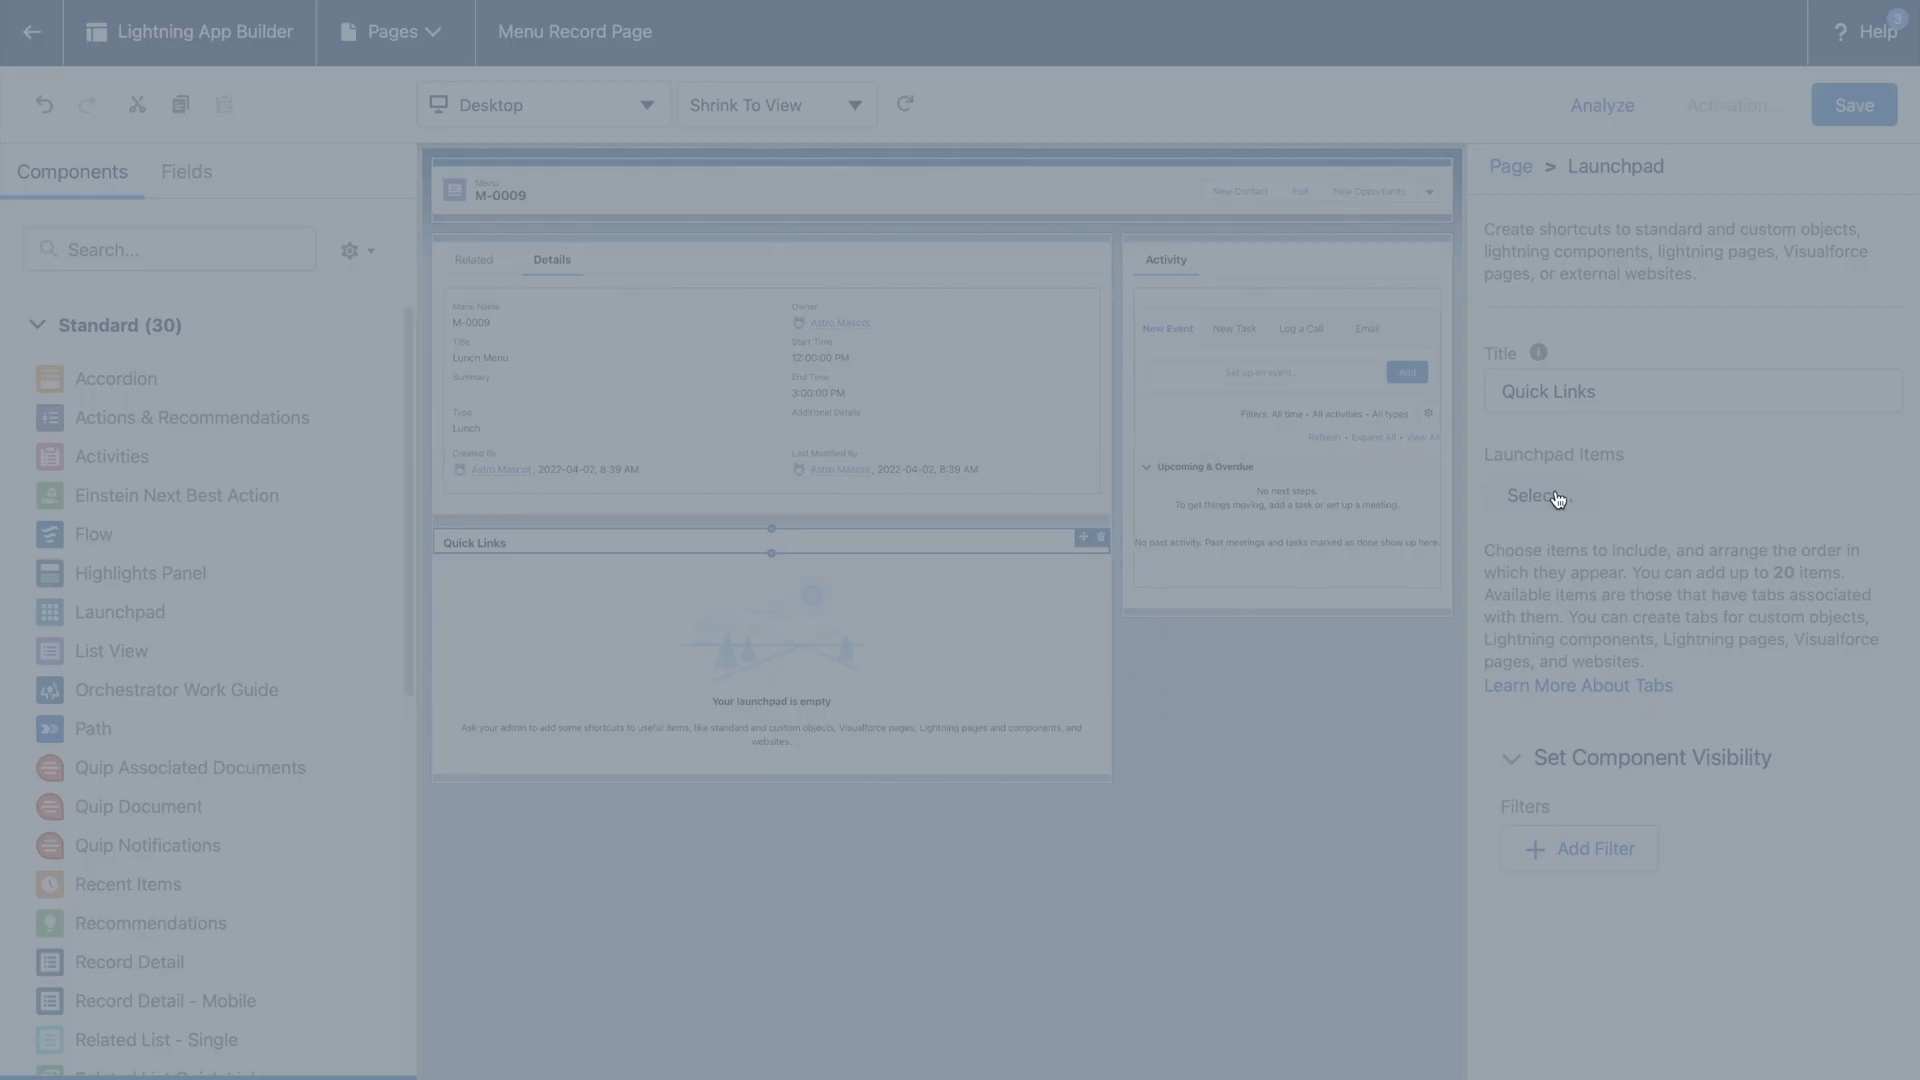 Lightning App Builder
Pages
Menu Record Page
? Help
3
Desktop
Shrink To View
Analyze
Activation...
Save
Components
Fields
Search...
Standard (30)
Accordion
Actions & Recommendations
Activities
Einstein Next Best Action
Flow
Highlights Panel
Launchpad
List View
Orchestrator Work Guide
Path
Quip Associated Documents
Quip Document
Quip Notifications
Recent Items
Recommendations
Record Detail
Record Detail - Mobile
Related List - Single
Menu
M-0009
New Contact
Edit
New Opportunity
Related
Details
Menu Name
M-0009
Owner
Astro Mascot
Title
Lunch Menu
Start Time
12:00:00 PM
Summary
End Time
3:00:00 PM
Type
Lunch
Additional Details
Created By
Astro Mascot, 2022-04-02, 8:39 AM
Last Modified By
Astro Mascot, 2022-04-02, 8:39 AM
Quick Links
Your launchpad is empty
Ask your admin to add some shortcuts to useful items, like standard and custom objects, Visualforce pages, Lightning pages and components, and
websites.
Activity
New Event
New Task
Log a Call
Email
Set up an event...
Add
Filters: All time • All activities • All types
Refresh • Expand All • View All
Upcoming & Overdue
No next steps.
To get things moving, add a task or set up a meeting.
No past activity. Past meetings and tasks marked as done show up here.
Page > Launchpad
Create shortcuts to standard and custom objects,
lightning components, lightning pages, Visualforce
pages, or external websites.
Title
Quick Links
Launchpad Items
Choose items to include, and arrange the order in
which they appear. You can add up to 20 items.
Available items are those that have tabs associated
with them. You can create tabs for custom objects,
Lightning components, Lightning pages, Visualforce
pages, and websites.
Learn More About Tabs
Set Component Visibility
Filters
Add Filter